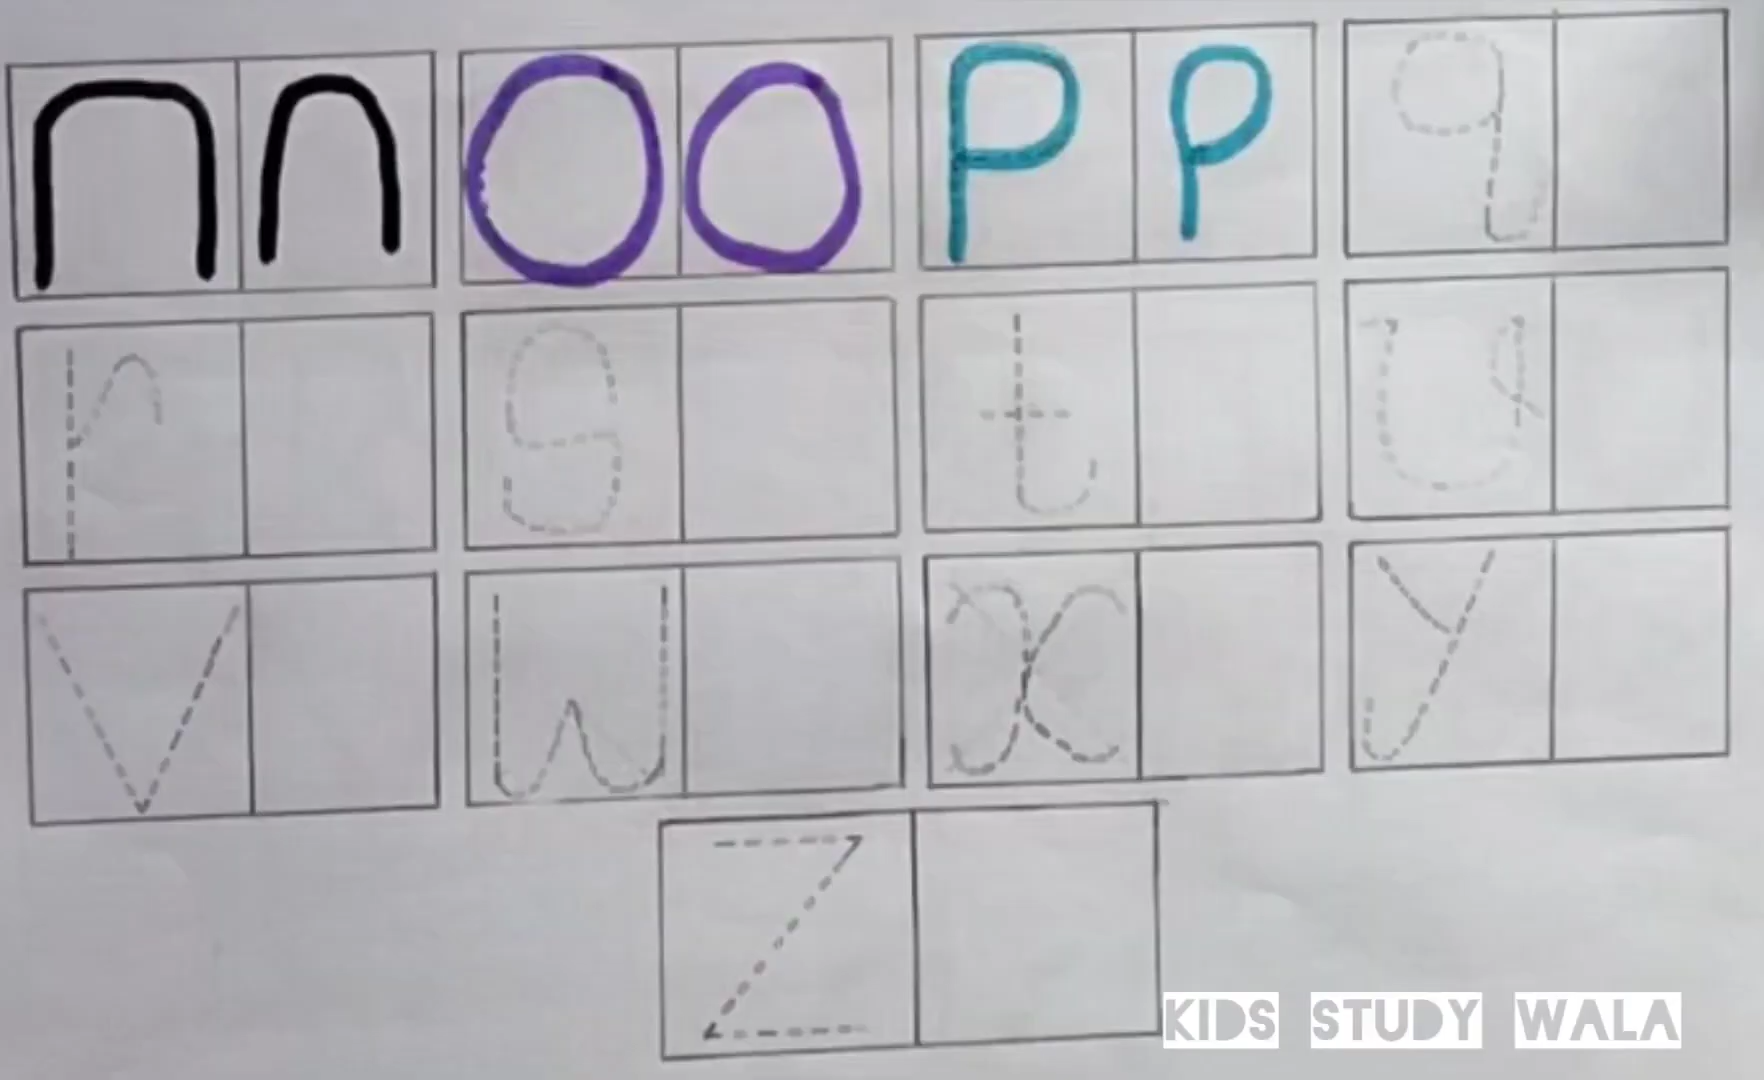 n n o o p p q
r s t u
v w x y
z
KIDS STUDY WALA